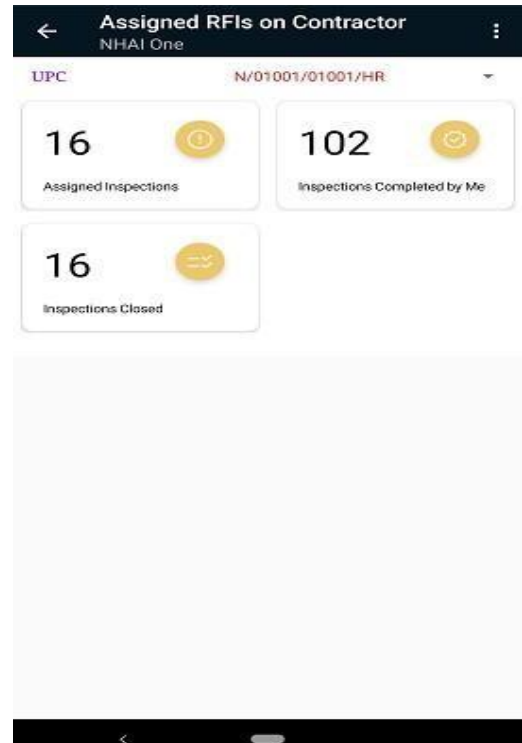 Assigned RFIs on Contractor
NHAI One
UPC N/01001/01001/HR
16
Assigned Inspections
102
Inspections Completed by Me
16
Inspections Closed